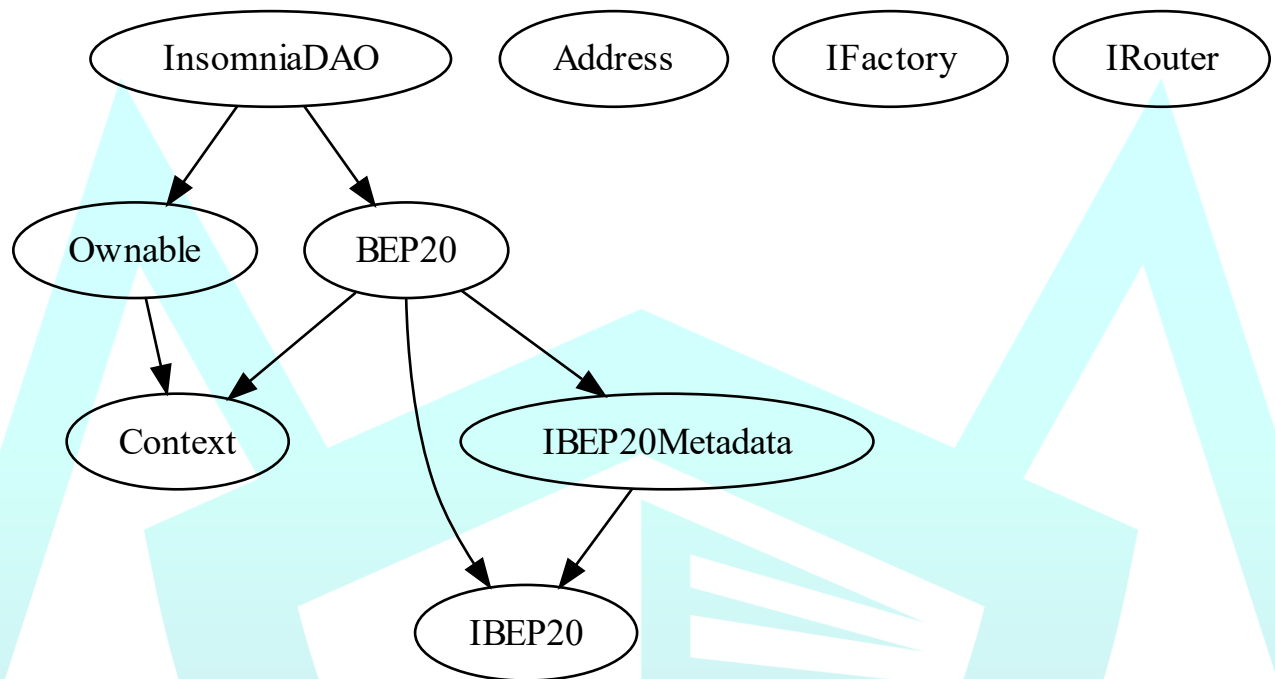 InsomniaDAO Address IFactory IRouter
Ownable BEP20
Context IBEP20Metadata
IBEP20